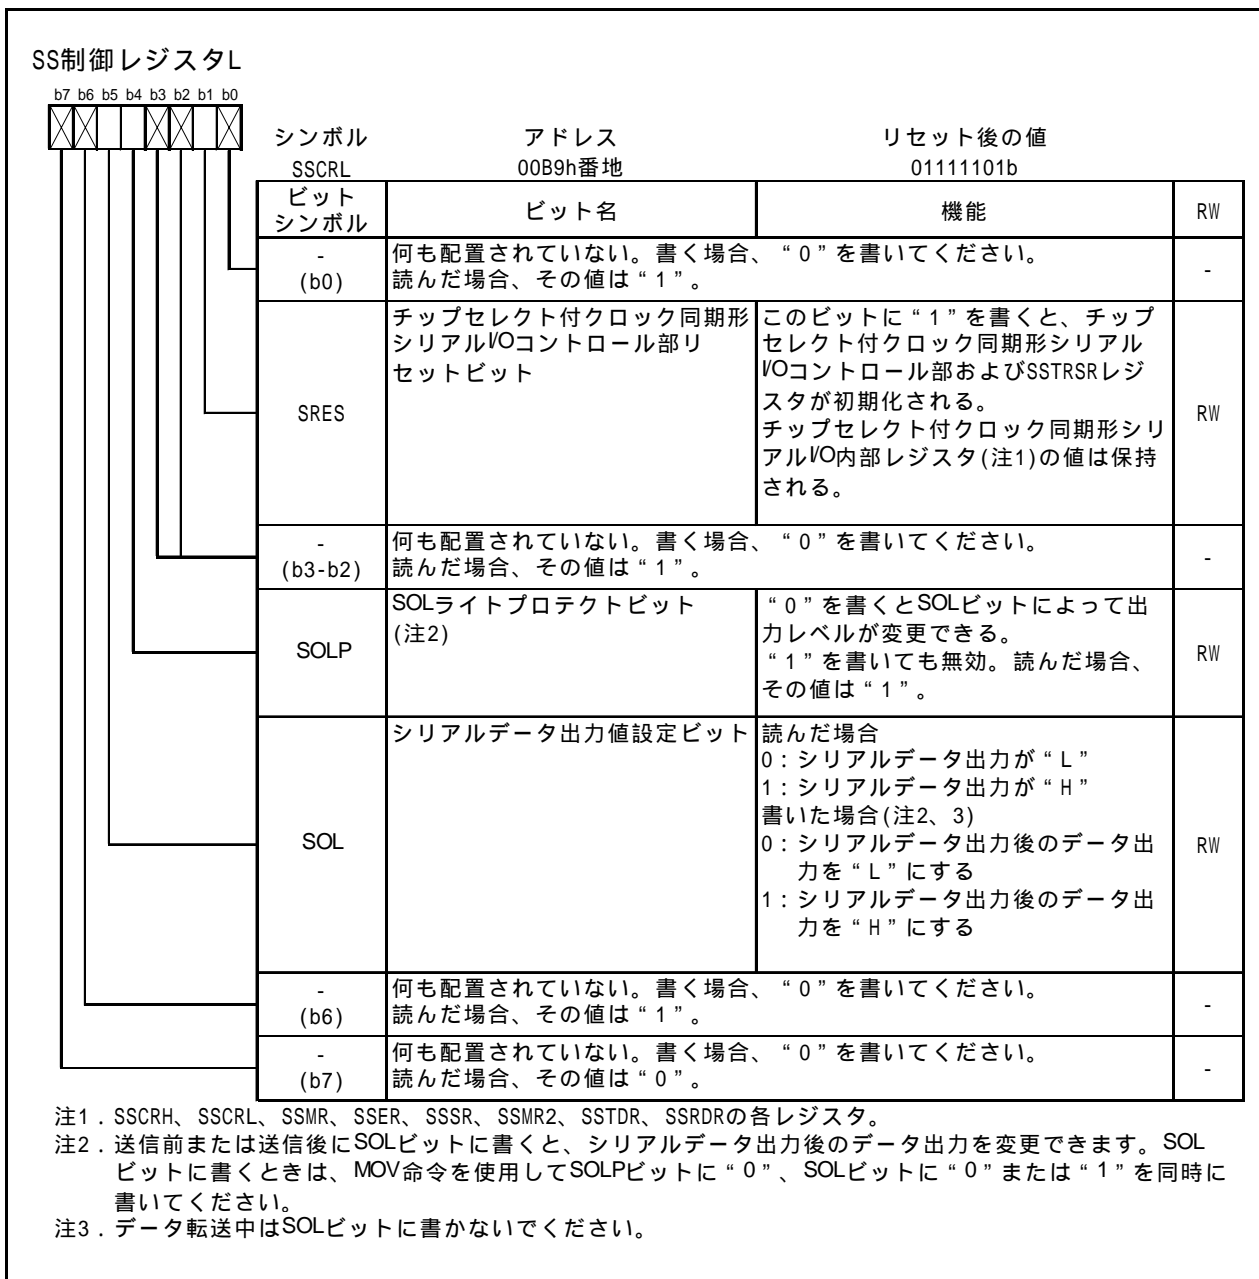 SS制御レジスタL
b7 b6 b5 b4 b3 b2 b1 b0
シンボル アドレス リセット後の値
SSCRL 00B9h番地 01111101b
ビット
シンボル
ビット名 機能 RW
-
(b0)
何も配置されていない。書く場合、“0”を書いてください。
読んだ場合、その値は“1”。
-
SRES
チップセレクト付クロック同期形
シリアルI/Oコントロール部リ
セットビット
このビットに“1”を書くと、チップ
セレクト付クロック同期形シリアル
I/Oコントロール部およびSSTRSRレジ
スタが初期化される。
チップセレクト付クロック同期形シリ
アルI/O内部レジスタ(注1)の値は保持
される。
RW
-
(b3-b2)
何も配置されていない。書く場合、“0”を書いてください。
読んだ場合、その値は“1”。
-
SOLP
SOLライトプロテクトビット
(注2)
“0”を書くとSOLビットによって出
力レベルが変更できる。
“1”を書いても無効。読んだ場合、
その値は“1”。
RW
SOL
シリアルデータ出力値設定ビット
読んだ場合
0：シリアルデータ出力が“L”
1：シリアルデータ出力が“H”
書いた場合(注2、3)
0：シリアルデータ出力後のデータ出
力を“L”にする
1：シリアルデータ出力後のデータ出
力を“H”にする
RW
-
(b6)
何も配置されていない。書く場合、“0”を書いてください。
読んだ場合、その値は“1”。
-
-
(b7)
何も配置されていない。書く場合、“0”を書いてください。
読んだ場合、その値は“0”。
-
注1．SSCRH、SSCRL、SSMR、SSER、SSSR、SSMR2、SSTDR、SSRDRの各レジスタ。
注2．送信前または送信後にSOLビットに書くと、シリアルデータ出力後のデータ出力を変更できます。SOL
ビットに書くときは、MOV命令を使用してSOLPビットに“0”、SOLビットに“0”または“1”を同時に
書いてください。
注3．データ転送中はSOLビットに書かないでください。